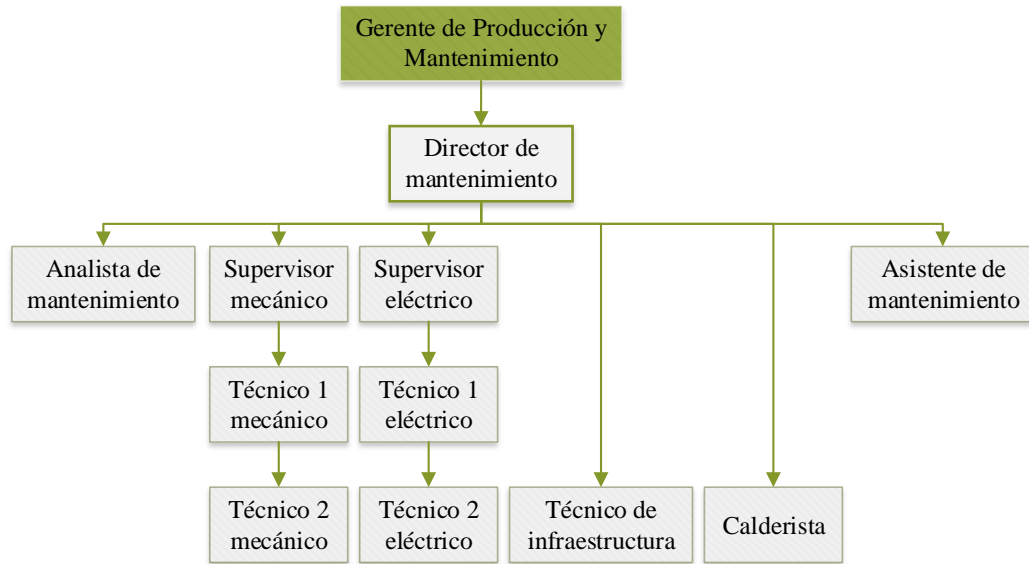 Gerente de Producción y
Mantenimiento
Director de
mantenimiento
Analista de
mantenimiento
Supervisor
mecánico
Supervisor
eléctrico
Asistente de
mantenimiento
Técnico 1
mecánico
Técnico 1
eléctrico
Técnico 2
mecánico
Técnico 2
eléctrico
Técnico de
infraestructura
Calderista